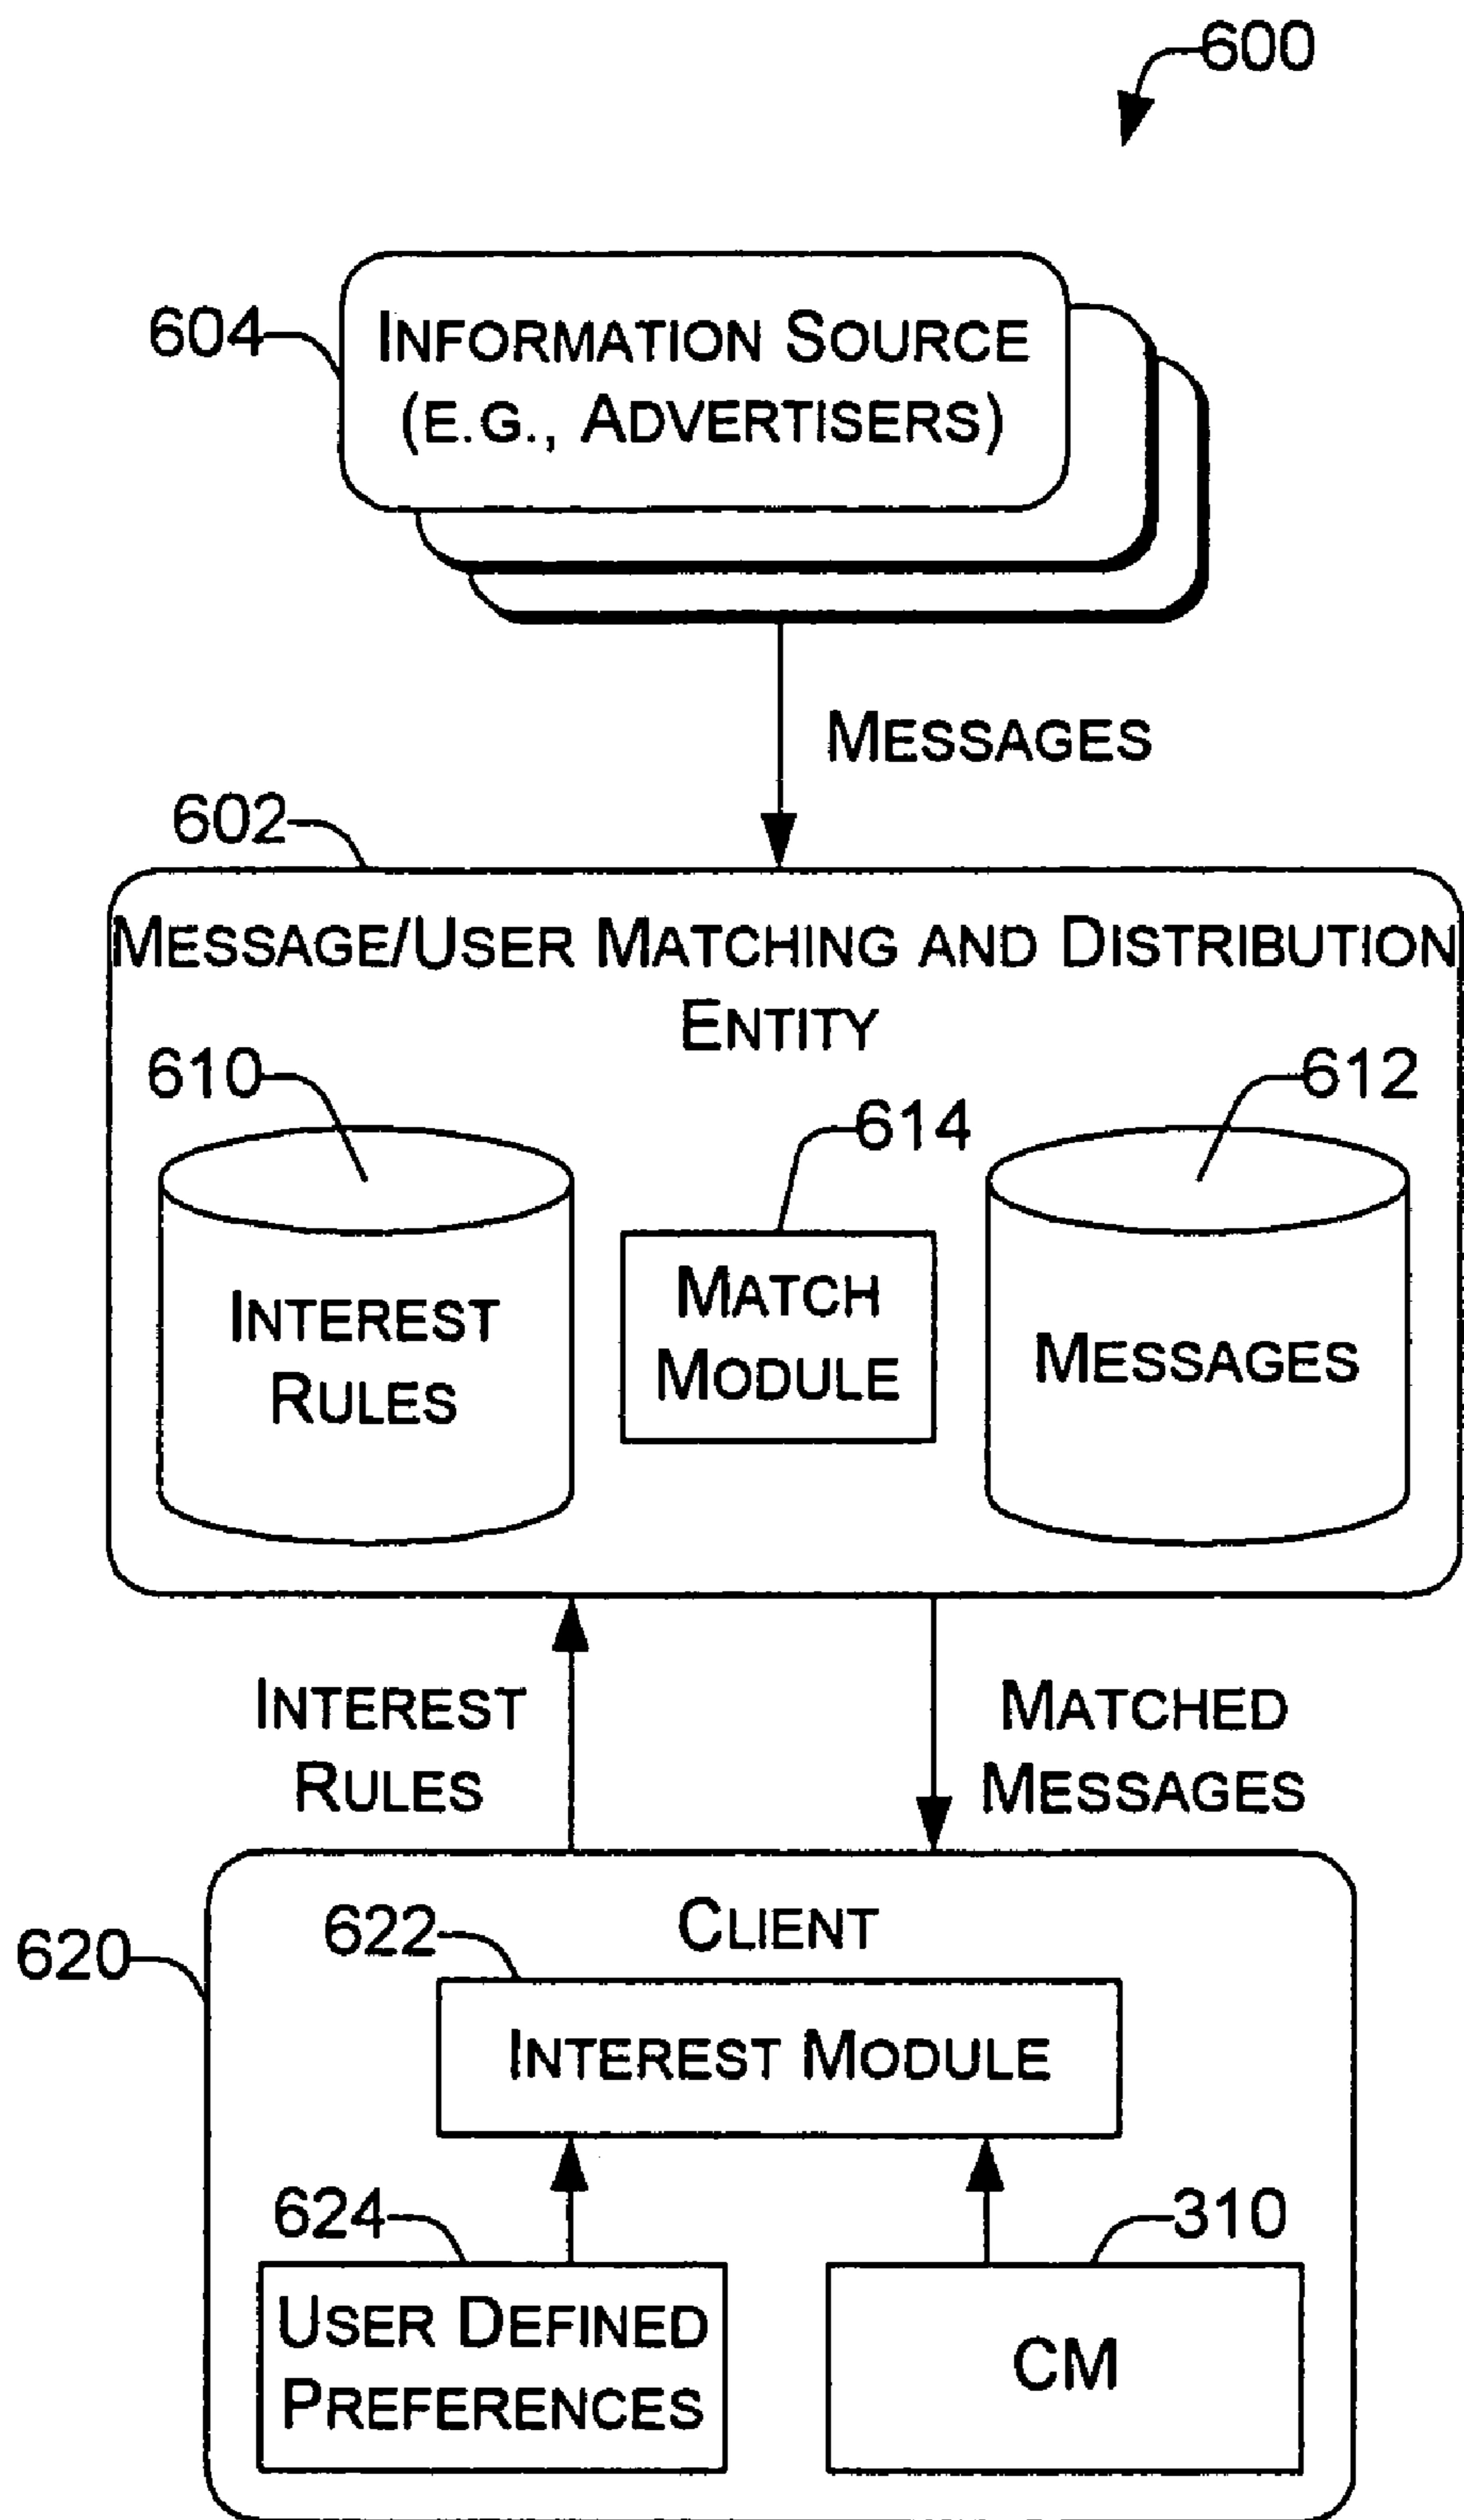 600
604
INFORMATION SOURCE
(E.G., ADVERTISERS)
MESSAGES
602
MESSAGE/USER MATCHING AND DISTRIBUTION
ENTITY
610
612
614
INTEREST
RULES
MATCH
MODULE
MESSAGES
INTEREST
RULES
MATCHED
MESSAGES
620
622
CLIENT
INTEREST MODULE
624
310
USER DEFINED
PREFERENCES
CM